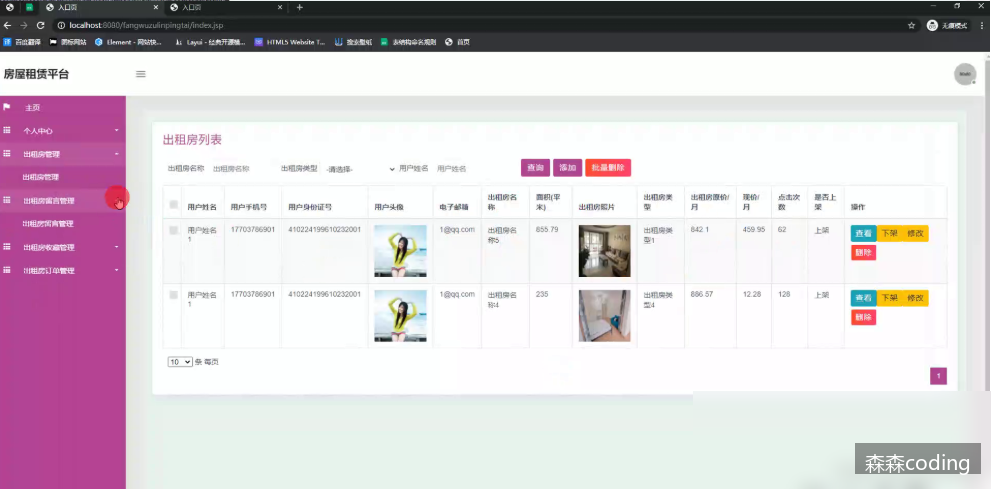 入口页
入口页
localhost:8080/fangwuzulinpingtai/index.jsp
无痕模式
百度翻译
图标网站
Element - 网站快...
Layui - 经典开源模...
HTML5 Website T...
搜索壁纸
表结构命名规则
首页
房屋租赁平台
主页
个人中心
出租房管理
出租房管理
出租房留言管理
出租房留言管理
出租房收藏管理
出租房订单管理
出租房列表
出租房名称 出租房名称 出租房类型 -请选择- 用户姓名 用户姓名 查询 添加 批量删除
用户姓名 用户手机号 用户身份证号 用户头像 电子邮箱 出租房名称 面积(平米) 出租房照片 出租房类型 出租房原价/月 现价/月 点击次数 是否上架 操作
用户姓名1 17703786901 410224199610232001 1@qq.com 出租房名称5 855.79 出租房类型1 842.1 459.95 62 上架 查看 下架 修改
删除
用户姓名1 17703786901 410224199610232001 1@qq.com 出租房名称4 235 出租房类型4 886.57 12.28 128 上架 查看 下架 修改
删除
10 条 每页
1
森森coding